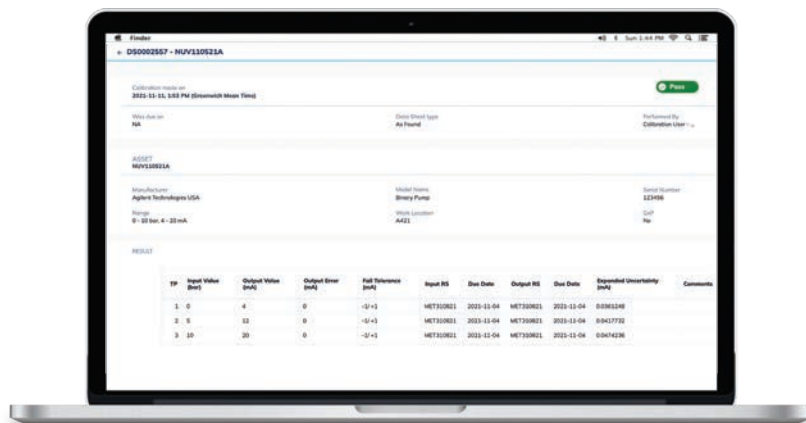 Finder Sun 1:44 PM
← DS0002557 - NUV110521A
Calibration made on
2021-11-11, 1:53 PM (Greenwich Mean Time)
Pass
Was due on Data Sheet type Performed By
NA As Found Calibration User - ...
ASSET
NUV110521A
Manufacturer Model Name Serial Number
Agilent Technologies USA Binary Pump 123456
Range Work Location GxP
0 - 10 bar, 4 - 20 mA A421 No
RESULT
TP Input Value (bar) Output Value (mA) Output Error (mA) Fail Tolerance (mA) Input RS Due Date Output RS Due Date Expanded Uncertainty (mA) Comments
1 0 4 0 -1/ +1 MET310821 2021-11-04 MET310821 2021-11-04 0.0361248
2 5 12 0 -1/ +1 MET310821 2021-11-04 MET310821 2021-11-04 0.0417732
3 10 20 0 -1/ +1 MET310821 2021-11-04 MET310821 2021-11-04 0.0474236